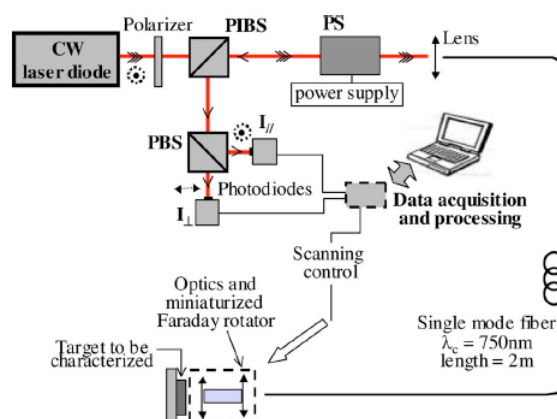 CW
laser diode
Polarizer
PIBS
PS
Lens
power supply
PBS
I//
Photodiodes
I⊥
Data acquisition
and processing
Scanning
control
Optics and
miniaturized
Faraday rotator
Target to be
characterized
Single mode fiber
λc = 750nm
length = 2m